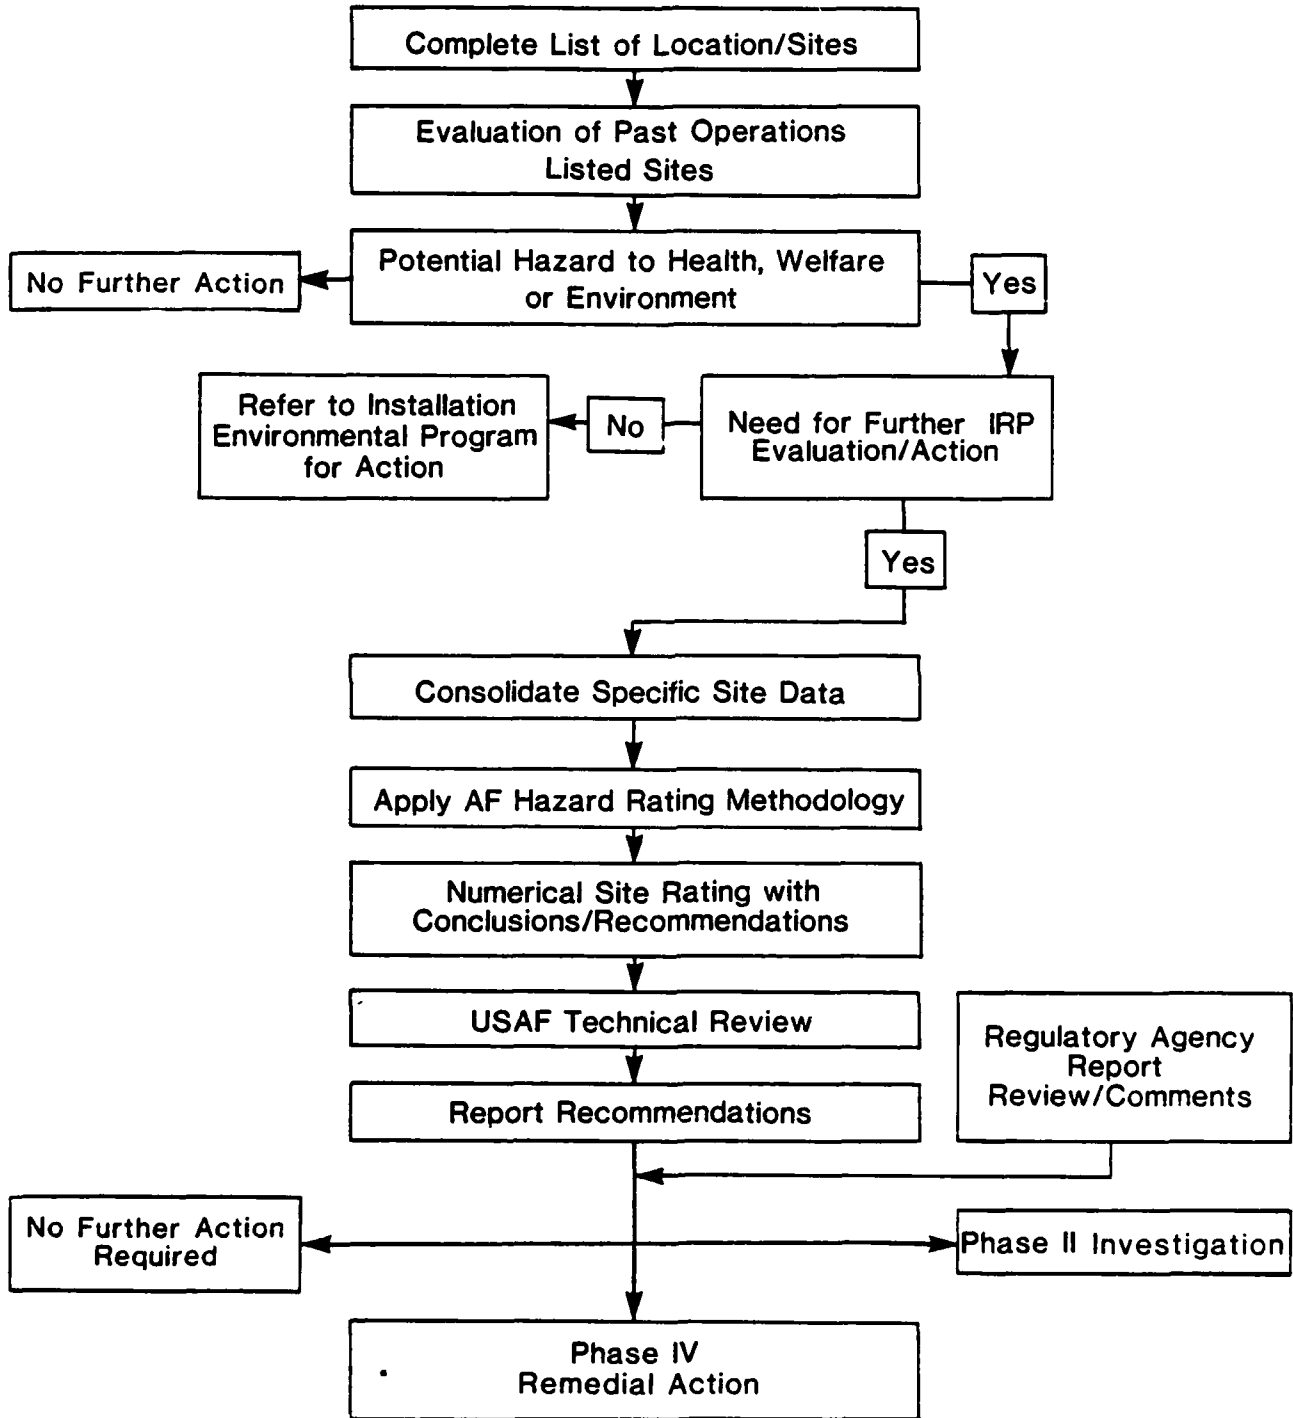 Complete List of Location/Sites
Evaluation of Past Operations
Listed Sites
Potential Hazard to Health, Welfare
or Environment
No Further Action
Yes
Refer to Installation
Environmental Program
for Action
No
Need for Further IRP
Evaluation/Action
Yes
Consolidate Specific Site Data
Apply AF Hazard Rating Methodology
Numerical Site Rating with
Conclusions/Recommendations
USAF Technical Review
Regulatory Agency
Report
Review/Comments
Report Recommendations
No Further Action
Required
Phase II Investigation
Phase IV
Remedial Action